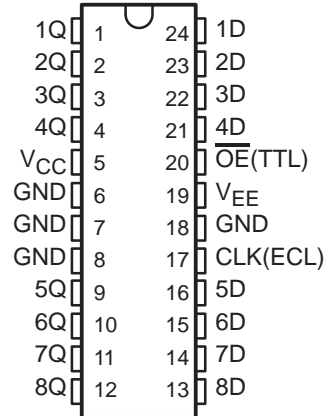 1Q 1 24 1D
2Q 2 23 2D
3Q 3 22 3D
4Q 4 21 4D
VCC 5 20 OE(TTL)
GND 6 19 VEE
GND 7 18 GND
GND 8 17 CLK(ECL)
5Q 9 16 5D
6Q 10 15 6D
7Q 11 14 7D
8Q 12 13 8D